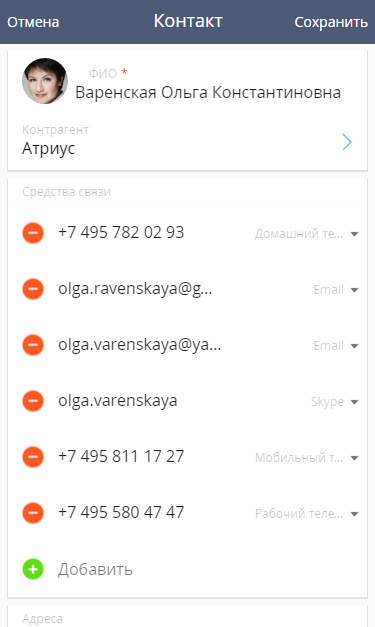 Отмена Контакт Сохранить
ФИО *
Варенская Ольга Константиновна
Контрагент
Атриус
Средства связи
+7 495 782 02 93 Домашний те...
olga.ravenskaya@g... Email
olga.varenskaya@ya... Email
olga.varenskaya Skype
+7 495 811 17 27 Мобильный т...
+7 495 580 47 47 Рабочий теле...
Добавить
Адреса